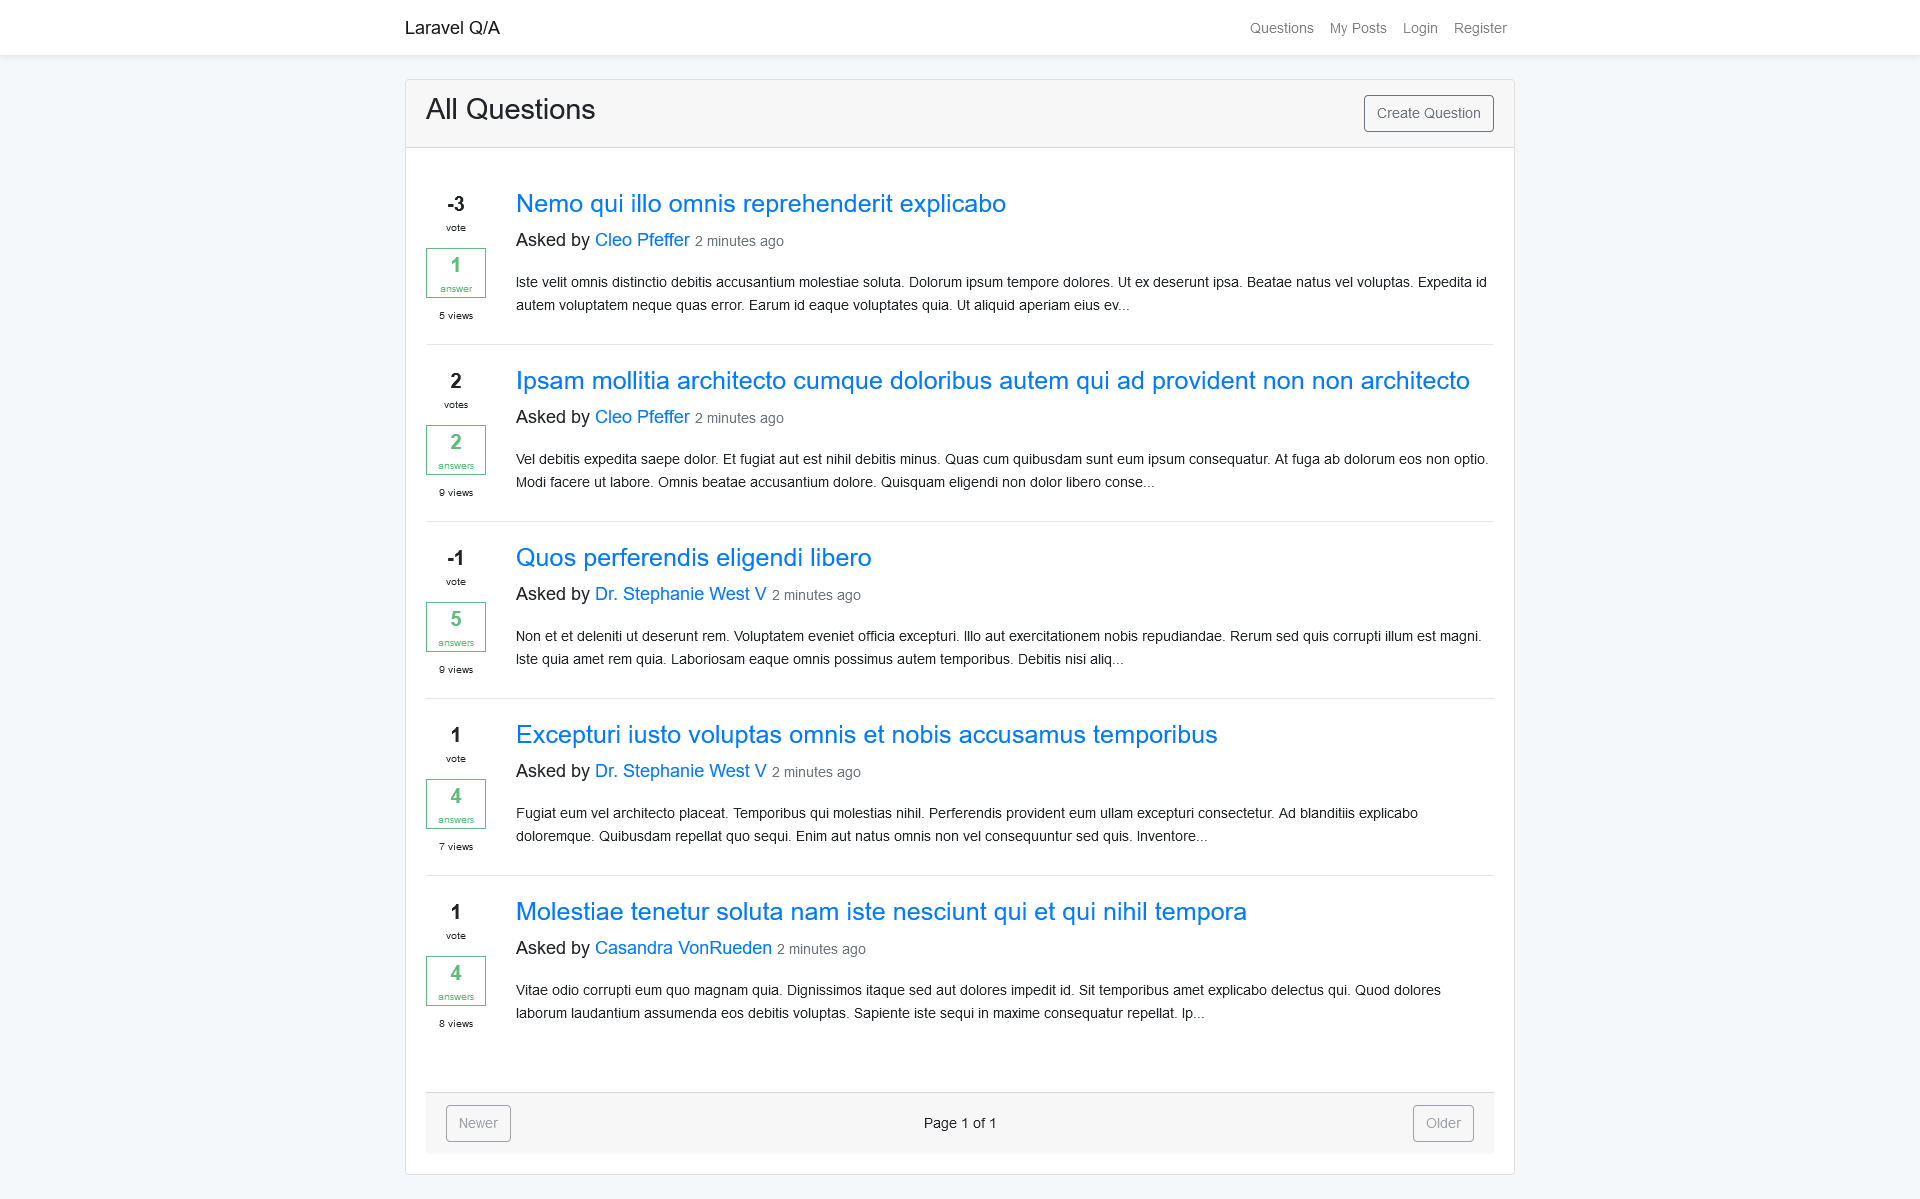 Laravel Q/A
Questions My Posts Login Register
All Questions
Create Question
-3
vote
1
answer
5 views
Nemo qui illo omnis reprehenderit explicabo
Asked by Cleo Pfeffer 2 minutes ago
Iste velit omnis distinctio debitis accusantium molestiae soluta. Dolorum ipsum tempore dolores. Ut ex deserunt ipsa. Beatae natus vel voluptas. Expedita id
autem voluptatem neque quas error. Earum id eaque voluptates quia. Ut aliquid aperiam eius ev...
2
votes
2
answers
9 views
Ipsam mollitia architecto cumque doloribus autem qui ad provident non non architecto
Asked by Cleo Pfeffer 2 minutes ago
Vel debitis expedita saepe dolor. Et fugiat aut est nihil debitis minus. Quas cum quibusdam sunt eum ipsum consequatur. At fuga ab dolorum eos non optio.
Modi facere ut labore. Omnis beatae accusantium dolore. Quisquam eligendi non dolor libero conse...
-1
vote
5
answers
9 views
Quos perferendis eligendi libero
Asked by Dr. Stephanie West V 2 minutes ago
Non et et deleniti ut deserunt rem. Voluptatem eveniet officia excepturi. Illo aut exercitationem nobis repudiandae. Rerum sed quis corrupti illum est magni.
Iste quia amet rem quia. Laboriosam eaque omnis possimus autem temporibus. Debitis nisi aliq...
1
vote
4
answers
7 views
Excepturi iusto voluptas omnis et nobis accusamus temporibus
Asked by Dr. Stephanie West V 2 minutes ago
Fugiat eum vel architecto placeat. Temporibus qui molestias nihil. Perferendis provident eum ullam excepturi consectetur. Ad blanditiis explicabo
doloremque. Quibusdam repellat quo sequi. Enim aut natus omnis non vel consequuntur sed quis. Inventore...
1
vote
4
answers
8 views
Molestiae tenetur soluta nam iste nesciunt qui et qui nihil tempora
Asked by Casandra VonRueden 2 minutes ago
Vitae odio corrupti eum quo magnam quia. Dignissimos itaque sed aut dolores impedit id. Sit temporibus amet explicabo delectus qui. Quod dolores
laborum laudantium assumenda eos debitis voluptas. Sapiente iste sequi in maxime consequatur repellat. Ip...
Newer
Page 1 of 1
Older